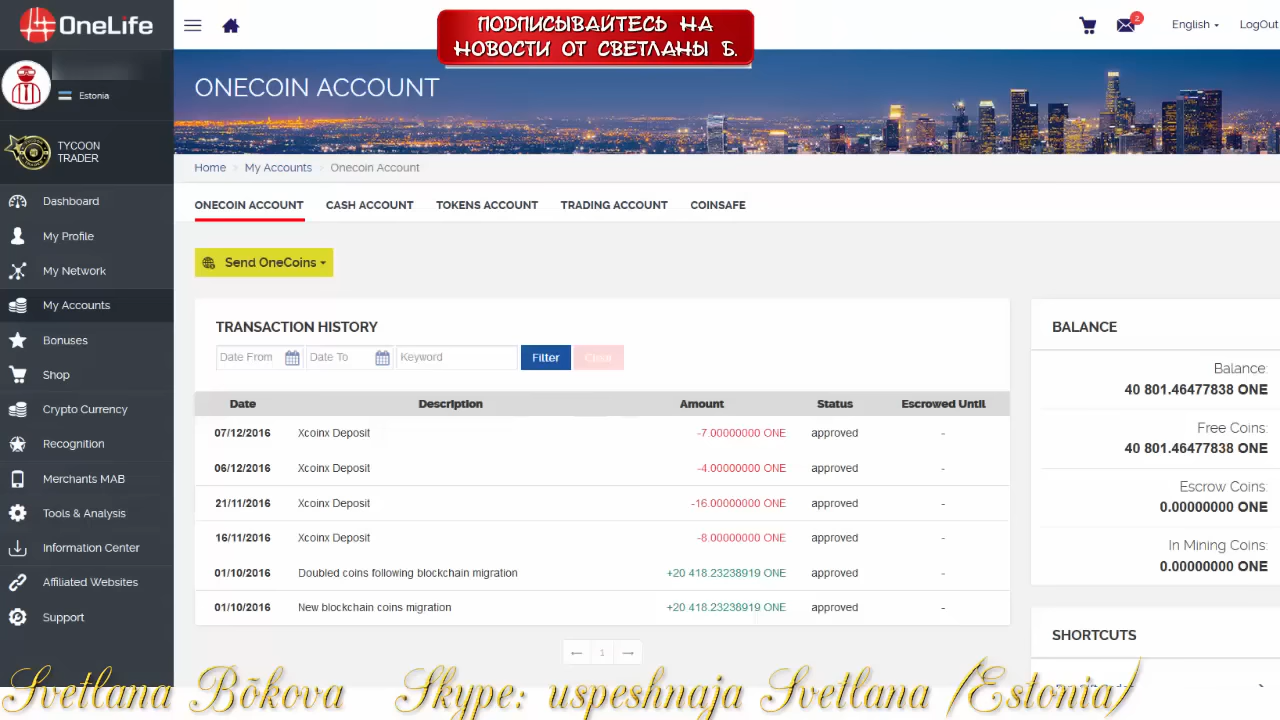 OneLife
ПОДПИСЫВАЙТЕСЬ НА
НОВОСТИ ОТ СВЕТЛАНЫ Б.
2
English
LogOut
Estonia
TYCOON
TRADER
Dashboard
My Profile
My Network
My Accounts
Bonuses
Shop
Crypto Currency
Recognition
Merchants MAB
Tools & Analysis
Information Center
Affiliated Websites
Support
ONECOIN ACCOUNT
Home My Accounts Onecoin Account
ONECOIN ACCOUNT CASH ACCOUNT TOKENS ACCOUNT TRADING ACCOUNT COINSAFE
Send OneCoins
TRANSACTION HISTORY
Date From Date To Keyword Filter Clear
Date Description Amount Status Escrowed Until
07/12/2016 Xcoinx Deposit -7.00000000 ONE approved -
06/12/2016 Xcoinx Deposit -4.00000000 ONE approved -
21/11/2016 Xcoinx Deposit -16.00000000 ONE approved -
16/11/2016 Xcoinx Deposit -8.00000000 ONE approved -
01/10/2016 Doubled coins following blockchain migration +20 418.23238919 ONE approved -
01/10/2016 New blockchain coins migration +20 418.23238919 ONE approved -
← 1 →
BALANCE
Balance:
40 801.46477838 ONE
Free Coins:
40 801.46477838 ONE
Escrow Coins:
0.00000000 ONE
In Mining Coins:
0.00000000 ONE
SHORTCUTS
Svetlana Bõkova Skype: uspeshnaja Svetlana (Estonia)